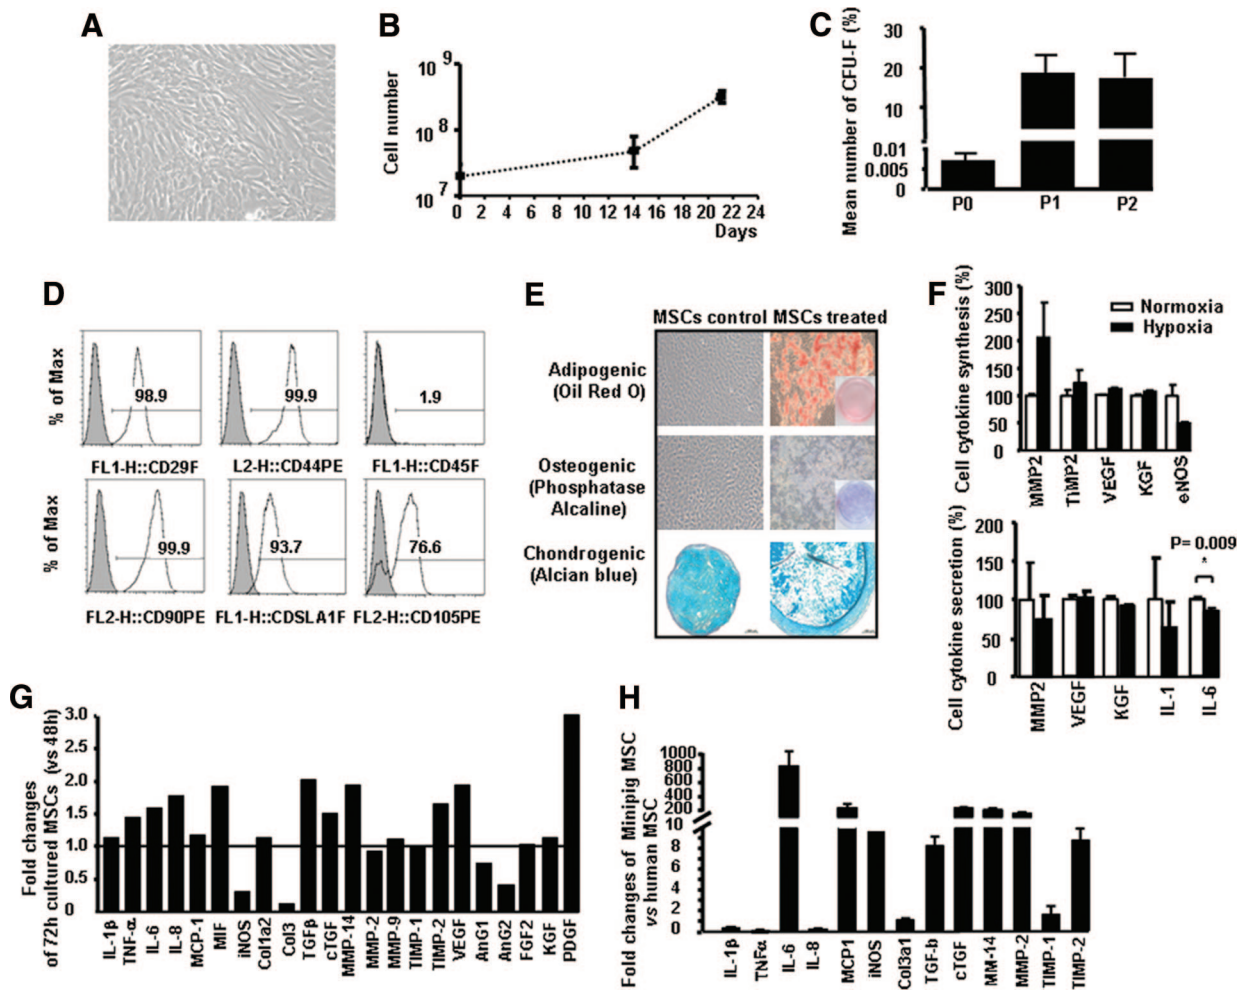 A
B
C
Cell number
10 9
10 8
10 7
0 2 4 6 8 10 12 14 16 18 20 22 24
Days
Mean number of CFU-F (%)
30
20
10
0.01
0.005
0
P0 P1 P2
D
% of Max
98.9
99.9
1.9
FL1-H::CD29F
L2-H::CD44PE
FL1-H::CD45F
% of Max
99.9
93.7
76.6
FL2-H::CD90PE
FL1-H::CDSLA1F
FL2-H::CD105PE
E
MSCs control MSCs treated
Adipogenic
(Oil Red O)
Osteogenic
(Phosphatase
Alcaline)
Chondrogenic
(Alcian blue)
F
Cell cytokine synthesis (%)
300
250
200
150
100
50
0
Normoxia
Hypoxia
MMP2 TiMP2 VEGF KGF eNOS
Cell cytokine secretion (%)
200
150
100
50
0
P= 0.009
*
MMP2 VEGF KGF IL-1 IL-6
G
Fold changes
of 72h cultured MSCs (vs 48h)
3.0
2.5
2.0
1.5
1.0
0.5
0
IL-1β TNF-α IL-6 IL-8 MCP-1 MIF iNOS Col1a2 Col3 TGFβ cTGF MMP-14 MMP-2 MMP-9 TIMP-1 TIMP-2 VEGF AnG1 AnG2 FGF2 KGF PDGF
H
Fold changes of Minipig MSC
vs human MSC
1000
800
600
400
200
10
8
6
4
2
0
IL-1β TNFα IL-6 IL-8 MCP1 iNOS Col3a1 TGF-b cTGF MM-14 MMP-2 TIMP-1 TIMP-2